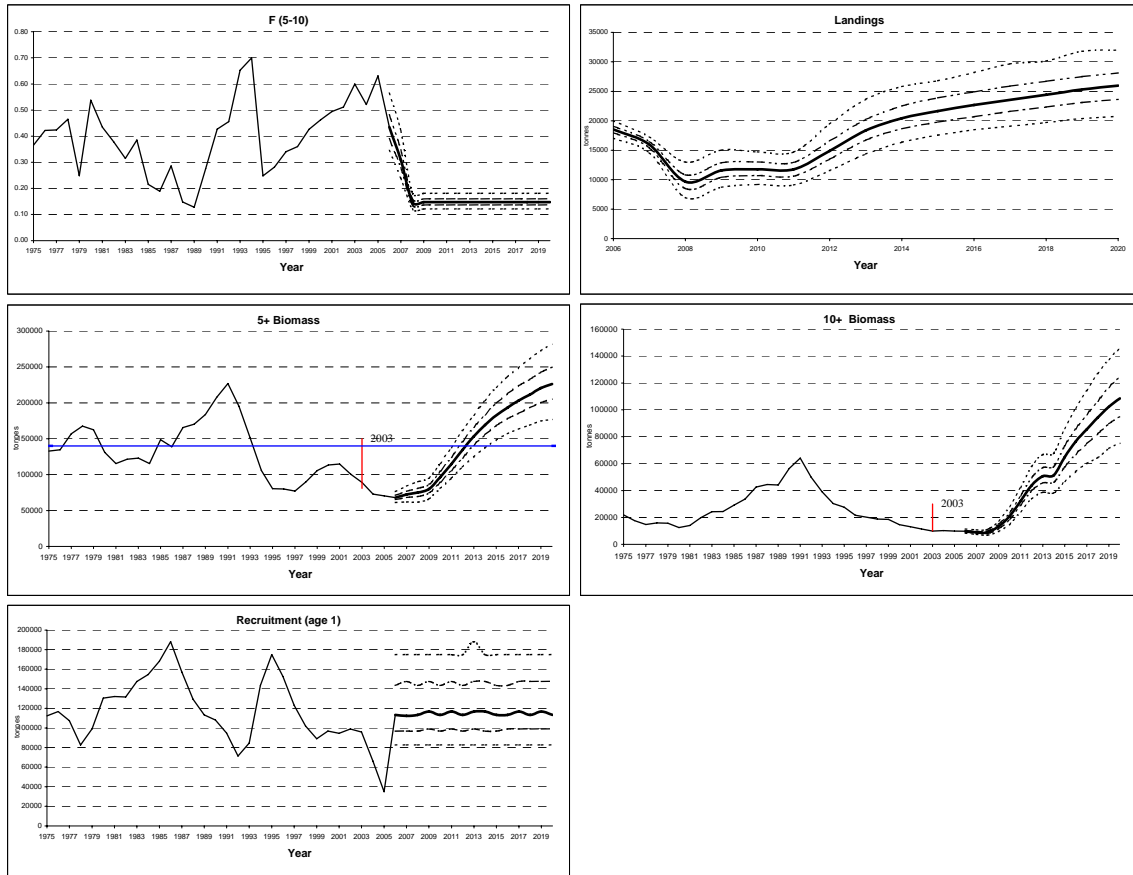 F (5-10)
0.80
0.70
0.60
0.50
0.40
0.30
0.20
0.10
0.00
1975 1977 1979 1981 1983 1985 1987 1989 1991 1993 1995 1997 1999 2001 2003 2005 2007 2009 2011 2013 2015 2017 2019
Year
Landings
35000
30000
25000
20000
15000
10000
5000
0
tonnes
2006 2008 2010 2012 2014 2016 2018 2020
Year
5+ Biomass
300000
250000
200000
150000
100000
50000
0
tonnes
2003
1975 1977 1979 1981 1983 1985 1987 1989 1991 1993 1995 1997 1999 2001 2003 2005 2007 2009 2011 2013 2015 2017 2019
Year
10+ Biomass
160000
140000
120000
100000
80000
60000
40000
20000
0
tonnes
2003
1975 1977 1979 1981 1983 1985 1987 1989 1991 1993 1995 1997 1999 2001 2003 2005 2007 2009 2011 2013 2015 2017 2019
Year
Recruitment (age 1)
200000
180000
160000
140000
120000
100000
80000
60000
40000
20000
0
tonnes
1975 1977 1979 1981 1983 1985 1987 1989 1991 1993 1995 1997 1999 2001 2003 2005 2007 2009 2011 2013 2015 2017 2019
Year